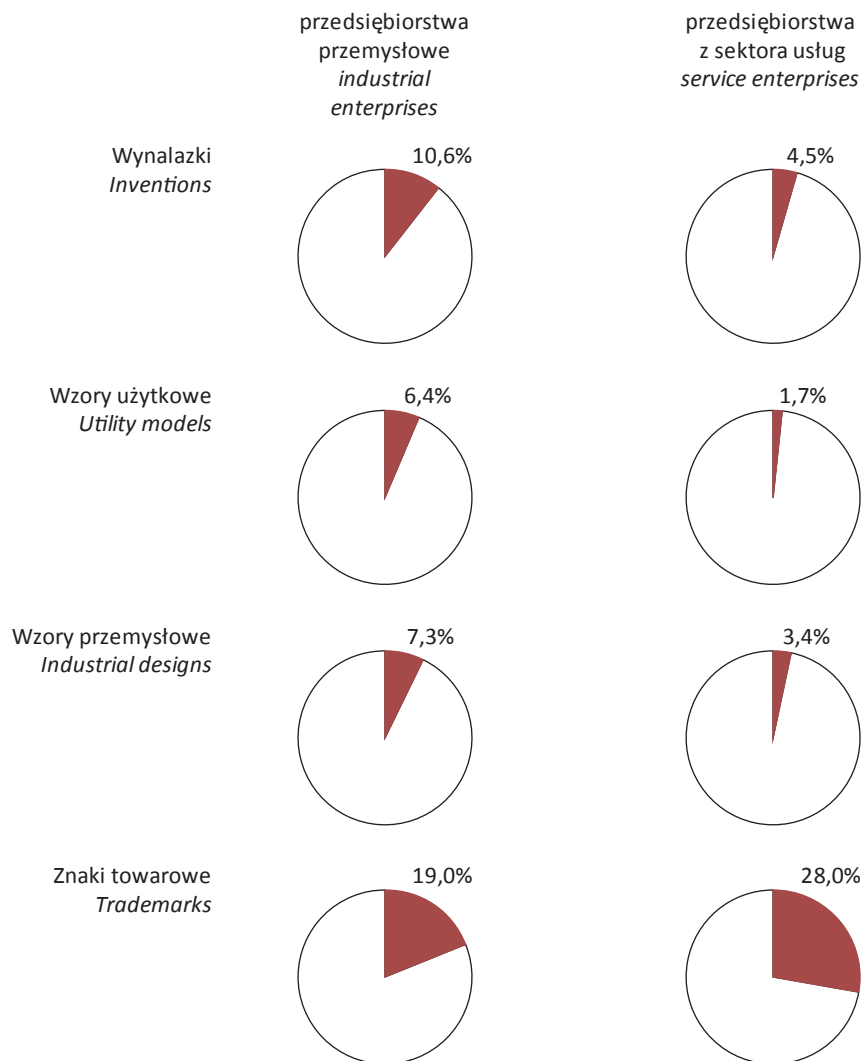 przedsiębiorstwa
przemysłowe
industrial
enterprises
przedsiębiorstwa
z sektora usług
service enterprises
Wynalazki
Inventions
10,6%
4,5%
Wzory użytkowe
Utility models
6,4%
1,7%
Wzory przemysłowe
Industrial designs
7,3%
3,4%
Znaki towarowe
Trademarks
19,0%
28,0%